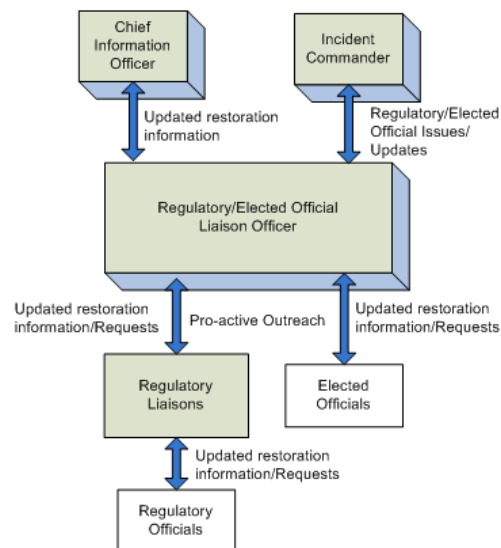 Chief
Information
Officer
Incident
Commander
Updated restoration
information
Regulatory/Elected
Official Issues/
Updates
Regulatory/Elected Official
Liaison Officer
Updated restoration
information/Requests
Pro-active Outreach
Updated restoration
information/Requests
Regulatory
Liaisons
Elected
Officials
Updated restoration
information/Requests
Regulatory
Officials